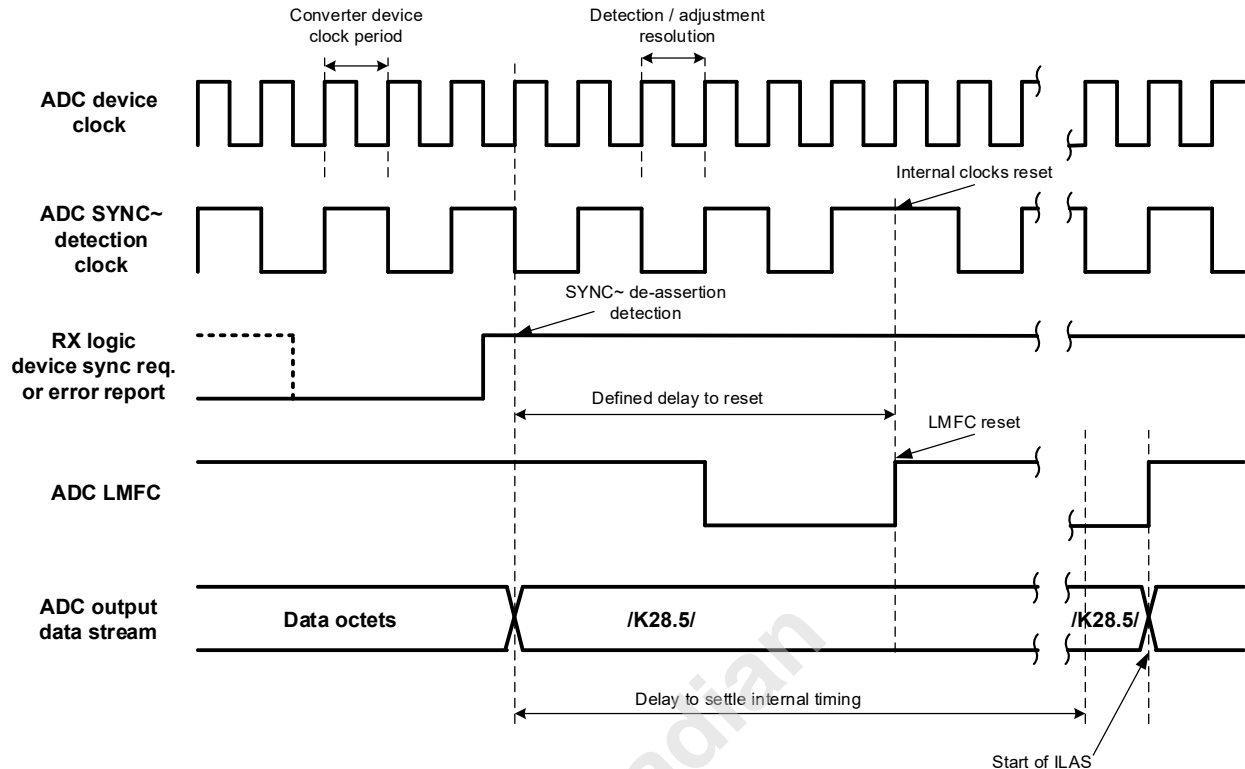 Converter device
clock period
Detection / adjustment
resolution
ADC device
clock
Internal clocks reset
ADC SYNC~
detection
clock
SYNC~ de-assertion
detection
RX logic
device sync req.
or error report
Defined delay to reset
LMFC reset
ADC LMFC
ADC output
data stream
Data octets
/K28.5/
/K28.5/
Delay to settle internal timing
Start of ILAS